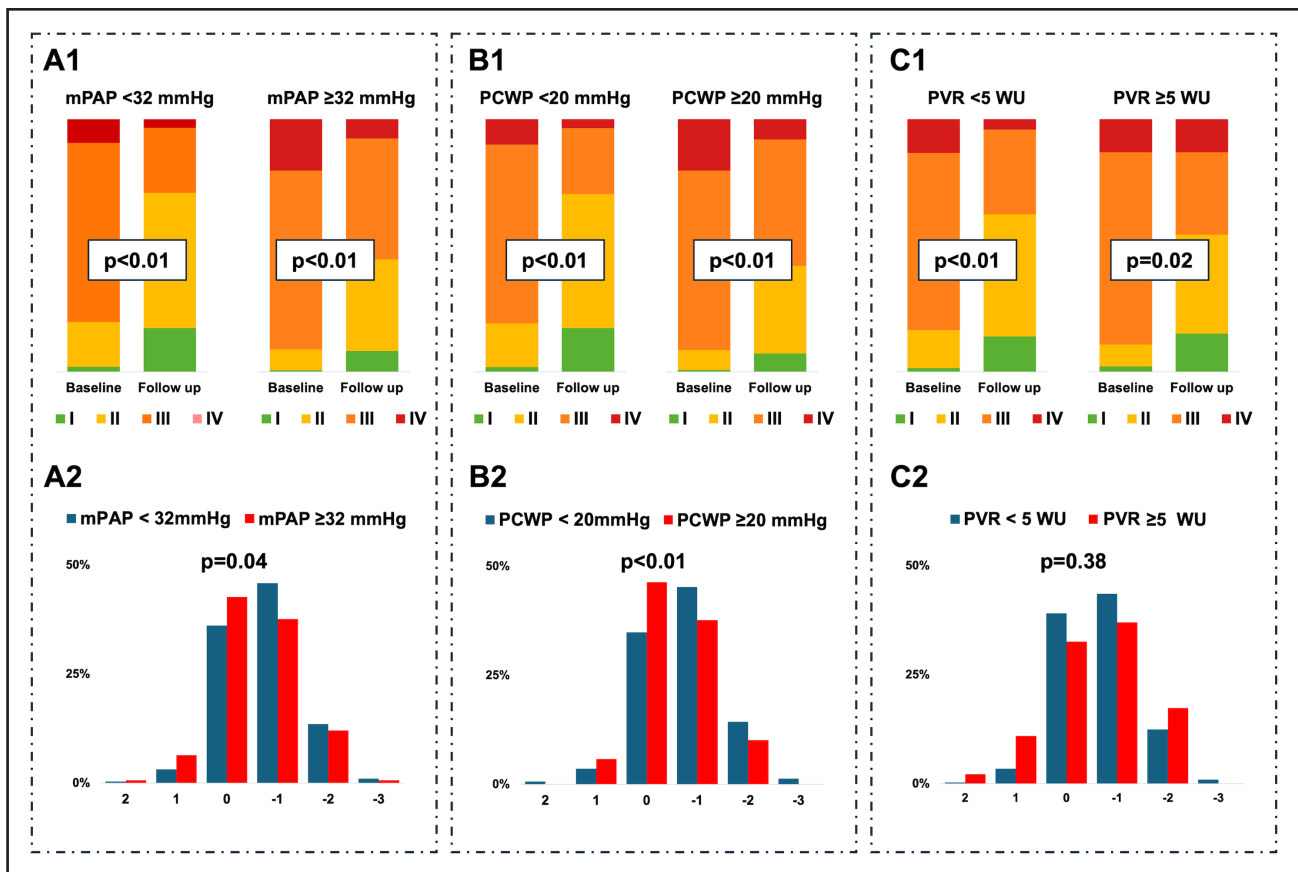 A1
mPAP <32 mmHg
mPAP ≥32 mmHg
p<0.01
p<0.01
Baseline Follow up
Baseline Follow up
I II III IV
I II III IV
B1
PCWP <20 mmHg
PCWP ≥20 mmHg
p<0.01
p<0.01
Baseline Follow up
Baseline Follow up
I II III IV
I II III IV
C1
PVR <5 WU
PVR ≥5 WU
p<0.01
p=0.02
Baseline Follow up
Baseline Follow up
I II III IV
I II III IV
A2
mPAP < 32mmHg mPAP ≥32 mmHg
p=0.04
50%
25%
0%
2 1 0 -1 -2 -3
B2
PCWP < 20mmHg PCWP ≥20 mmHg
p<0.01
50%
25%
0%
2 1 0 -1 -2 -3
C2
PVR < 5 WU PVR ≥5 WU
p=0.38
50%
25%
0%
2 1 0 -1 -2 -3